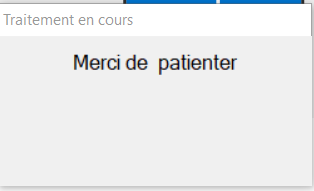 Traitement en cours
Merci de  patienter